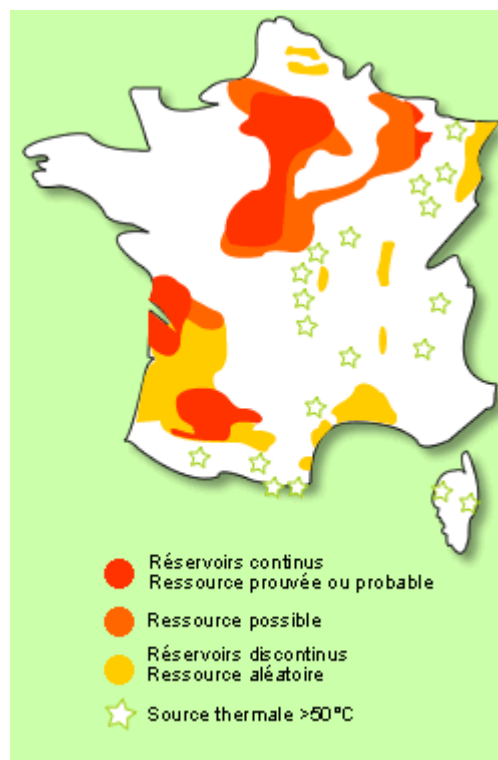 Réservoirs continus
Ressource prouvée ou probable
Ressource possible
Réservoirs discontinus
Ressource aléatoire
Source thermale >50°C